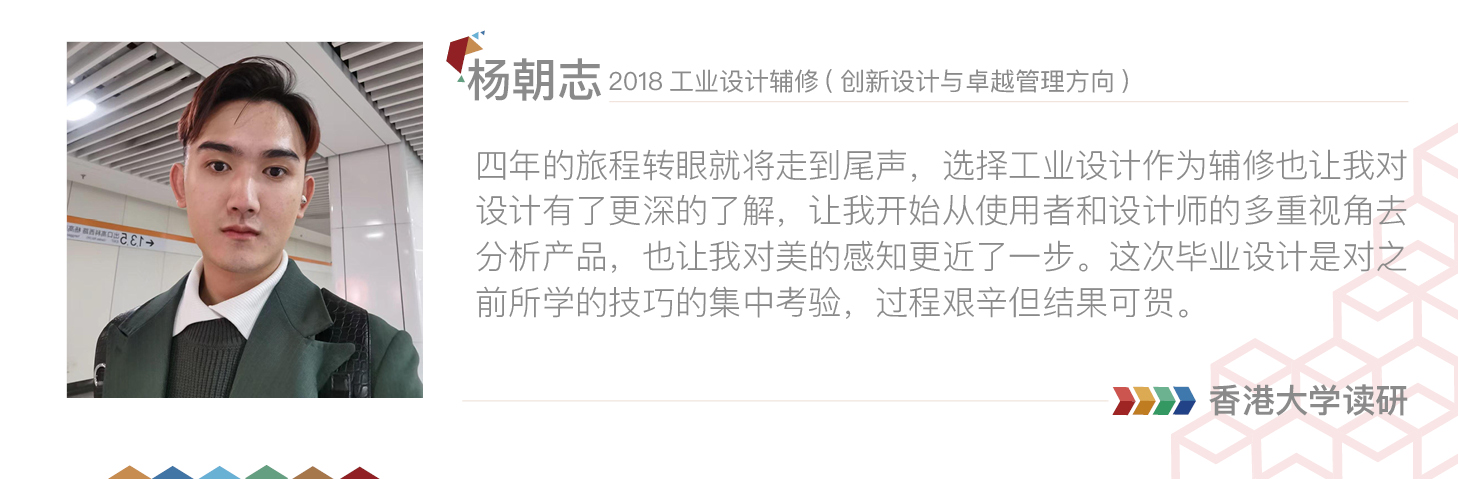 杨朝志 2018 工业设计辅修（创新设计与卓越管理方向）
四年的旅程转眼就将走到尾声，选择工业设计作为辅修也让我对
设计有了更深的了解，让我开始从使用者和设计师的多重视角去
分析产品，也让我对美的感知更近了一步。这次毕业设计是对之
前所学的技巧的集中考验，过程艰辛但结果可贺。
香港大学读研